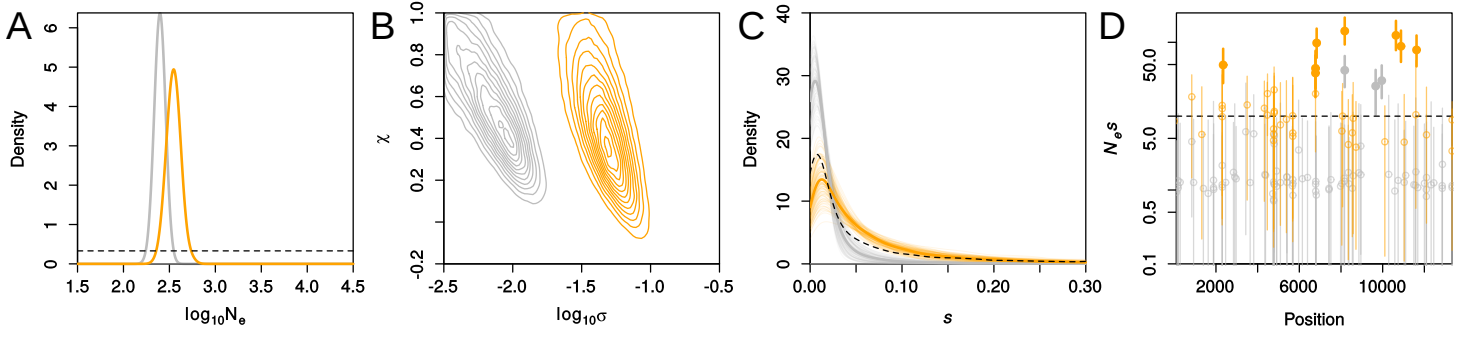 A
Density
0 1 2 3 4 5 6
1.5 2.0 2.5 3.0 3.5 4.0 4.5
log10Ne
B
χ
-0.2 0.2 0.4 0.6 0.8 1.0
-2.5 -2.0 -1.5 -1.0 -0.5
log10σ
C
Density
0 10 20 30 40
0.00 0.10 0.20 0.30
s
D
Nes
0.1 0.5 5.0 50.0
2000 6000 10000
Position